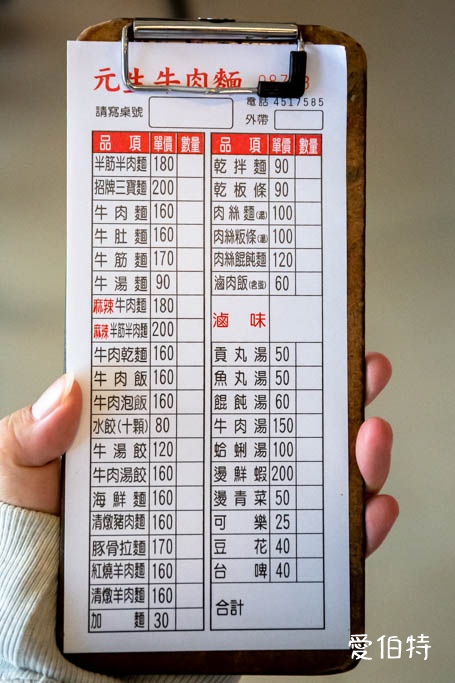 元生牛肉麵
電話 4517585
請寫桌號
外帶
品項 單價 數量
半筋半肉麵 180
招牌三寶麵 200
牛肉麵 160
牛肚麵 160
牛筋麵 170
牛湯麵 90
麻辣牛肉麵 180
麻辣半筋半肉麵 200
牛肉乾麵 160
牛肉飯 160
牛肉泡飯 160
水餃(十顆) 80
牛湯餃 120
牛肉湯餃 160
海鮮麵 160
清燉豬肉麵 160
豚骨拉麵 170
紅燒羊肉麵 160
清燉羊肉麵 160
加麵 30
品項 單價 數量
乾拌麵 90
乾板條 90
肉絲麵(湯) 100
肉絲粄條(湯) 100
肉絲餛飩麵 120
滷肉飯(含蛋) 60
滷味
貢丸湯 50
魚丸湯 50
餛飩湯 60
牛肉湯 150
蛤蜊湯 100
燙鮮蝦 200
燙青菜 50
可樂 25
豆花 40
台啤 40
合計
愛伯特